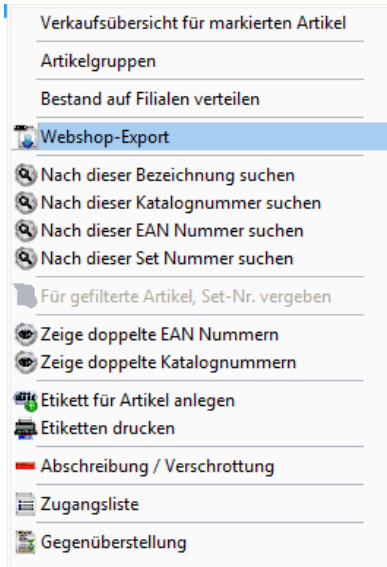 Verkaufsübersicht für markierten Artikel
Artikelgruppen
Bestand auf Filialen verteilen
Webshop-Export
Nach dieser Bezeichnung suchen
Nach dieser Katalognummer suchen
Nach dieser EAN Nummer suchen
Nach dieser Set Nummer suchen
Für gefilterte Artikel, Set-Nr. vergeben
Zeige doppelte EAN Nummern
Zeige doppelte Katalognummern
Etikett für Artikel anlegen
Etiketten drucken
Abschreibung / Verschrottung
Zugangsliste
Gegenüberstellung